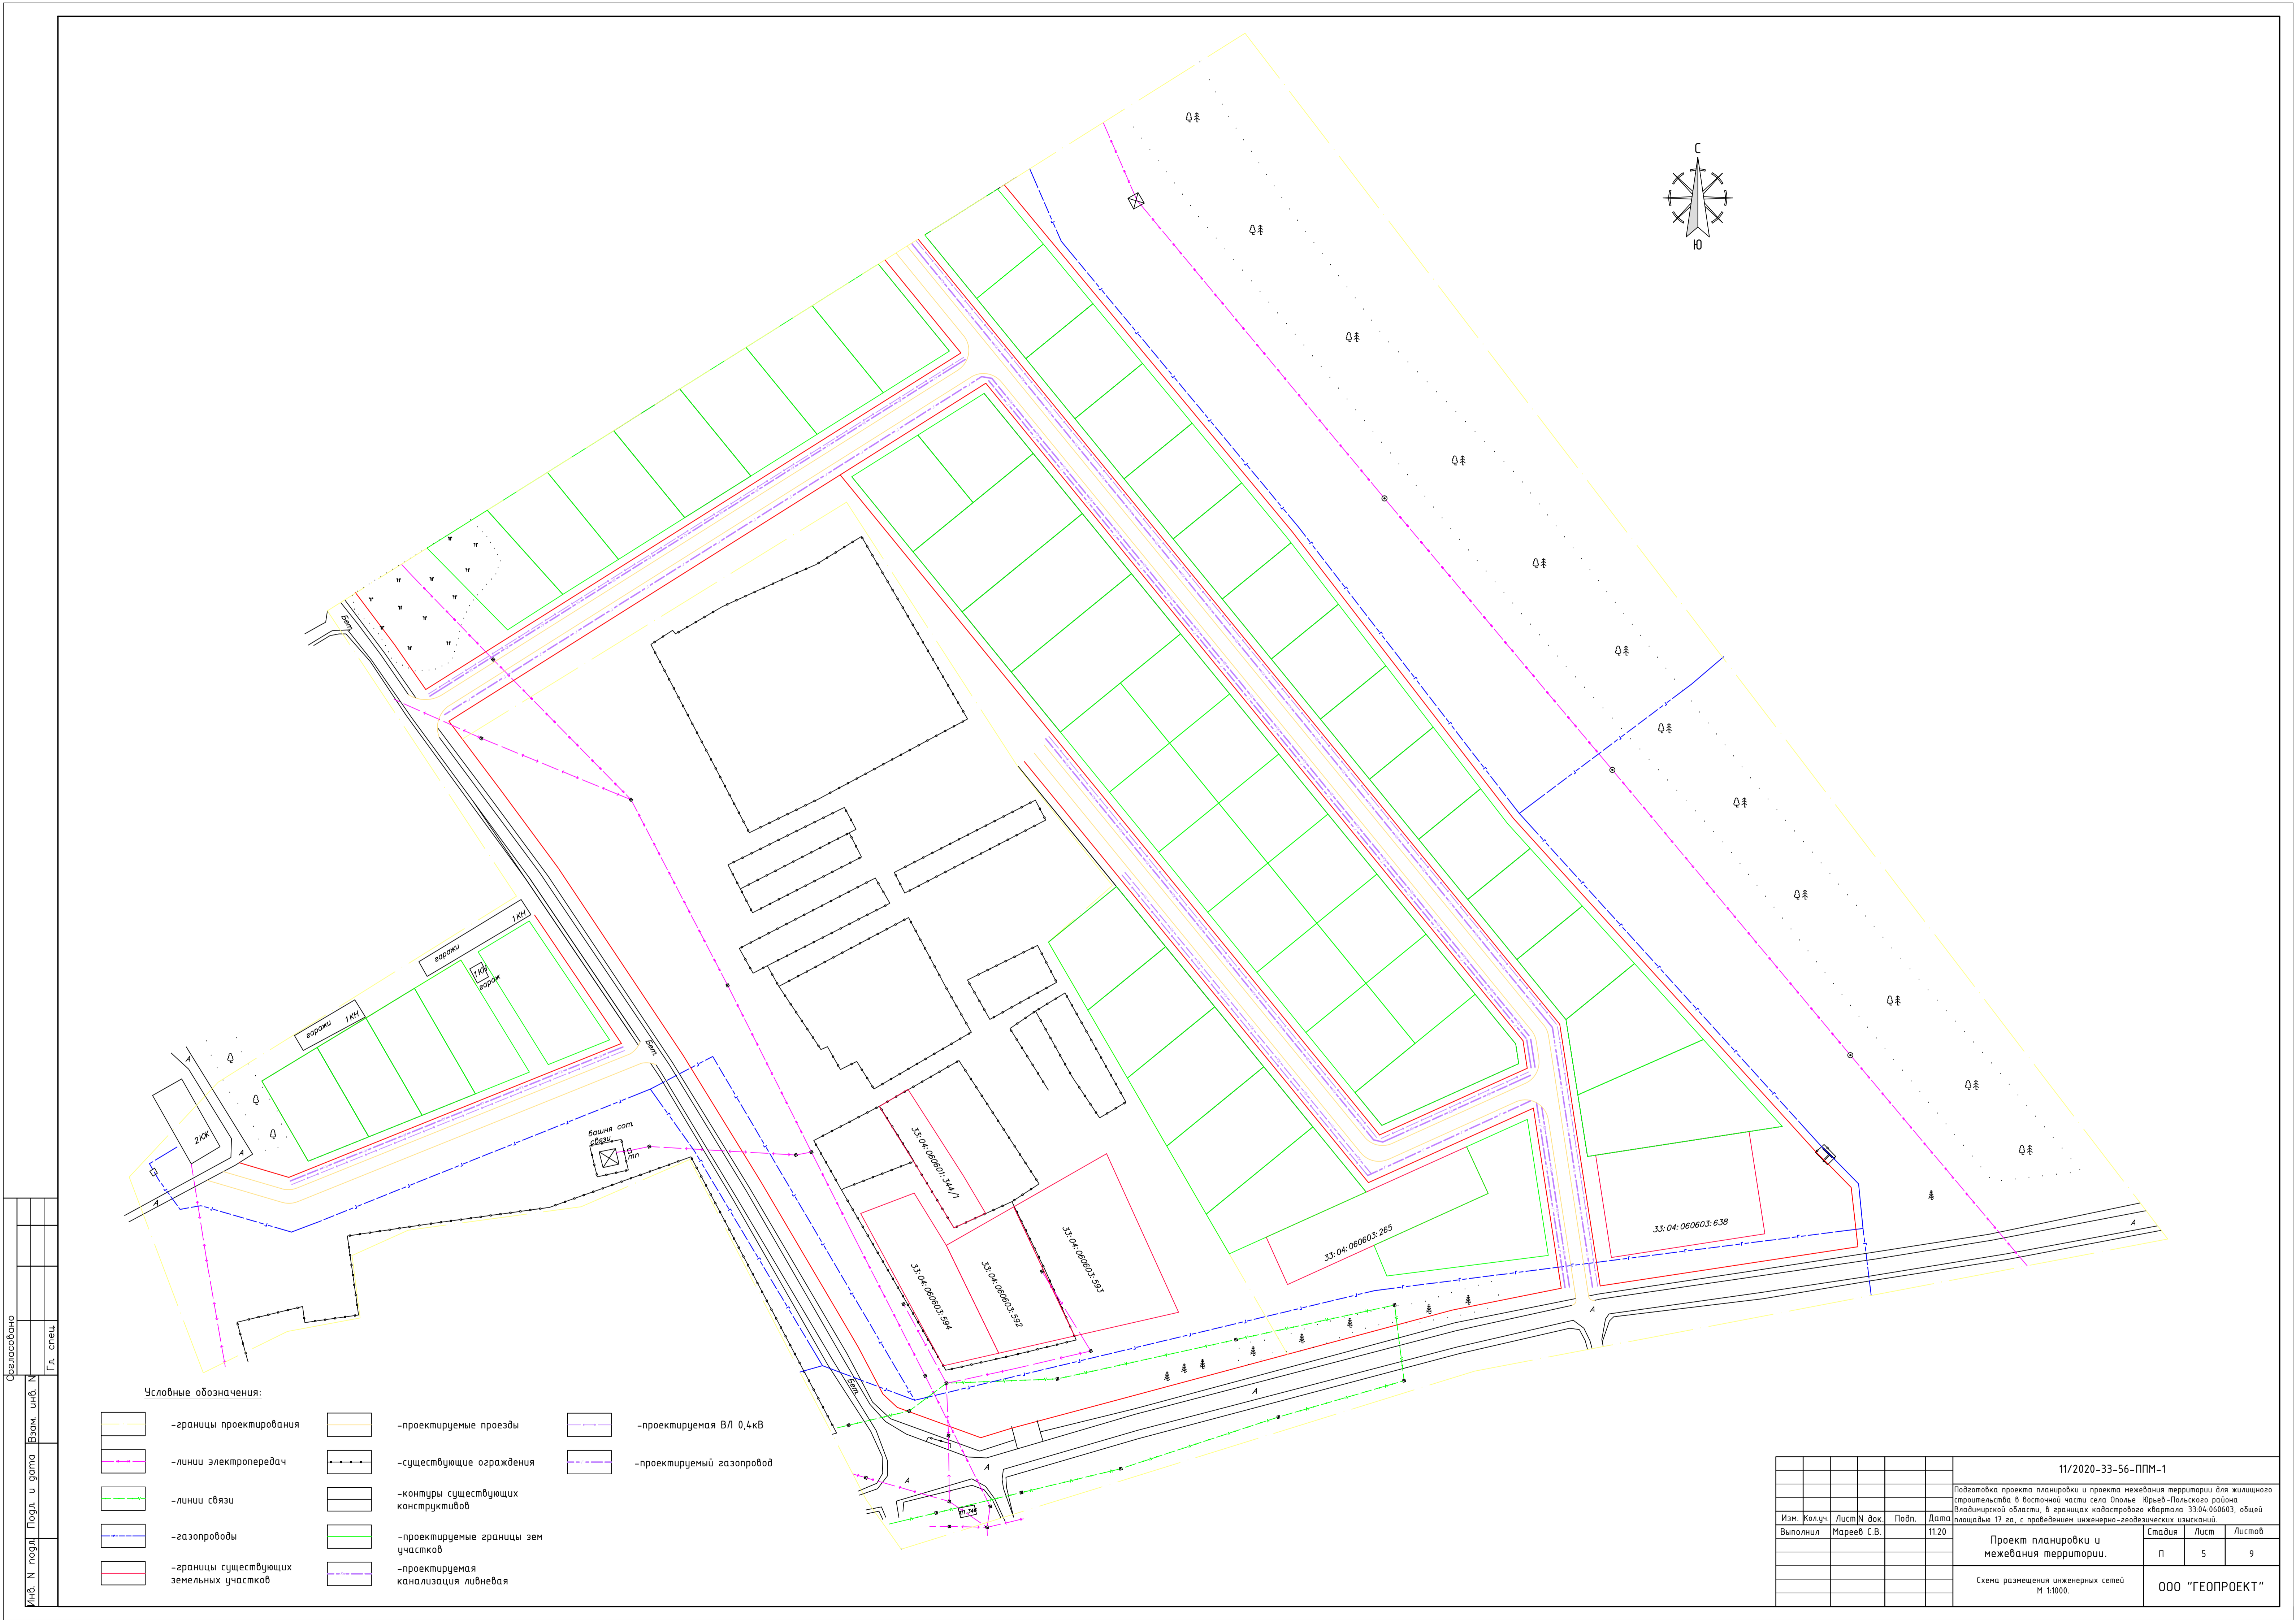 С
Ю
Бет.
гаражи
1КН
1КН
гараж
гаражи
1КН
А
2КЖ
А
А
Бет.
башня сот.
связи
тп
33:04:060601:344/1
33:04:060603:594
33:04:060603:592
33:04:060603:593
33:04:060603:265
33:04:060603:638
А
А
А
Бет.
А
А
Условные обозначения:
-границы проектирования
-линии электропередач
-линии связи
-газопроводы
-границы существующих
земельных участков
-проектируемые проезды
-существующие ограждения
-контуры существующих
конструктивов
-проектируемые границы зем
участков
-проектируемая
канализация ливневая
-проектируемая ВЛ 0,4кВ
-проектируемый газопровод
Согласовано
Гл. спец.
Взам. инв. N
Подп. и дата
Инв. N подл.
11/2020-33-56-ППМ-1
Подготовка проекта планировки и проекта межевания территории для жилищного
строительства в восточной части села Ополье Юрьев-Польского района
Владимирской области, в границах кадастрового квартала 33:04:060603, общей
площадью 17 га, с проведением инженерно-геодезических изысканий.
Изм. Кол.уч. Лист N док. Подп. Дата
Выполнил Мареев С.В. 11.20
Проект планировки и
межевания территории.
Стадия Лист Листов
П 5 9
Схема размещения инженерных сетей
М 1:1000.
ООО "ГЕОПРОЕКТ"